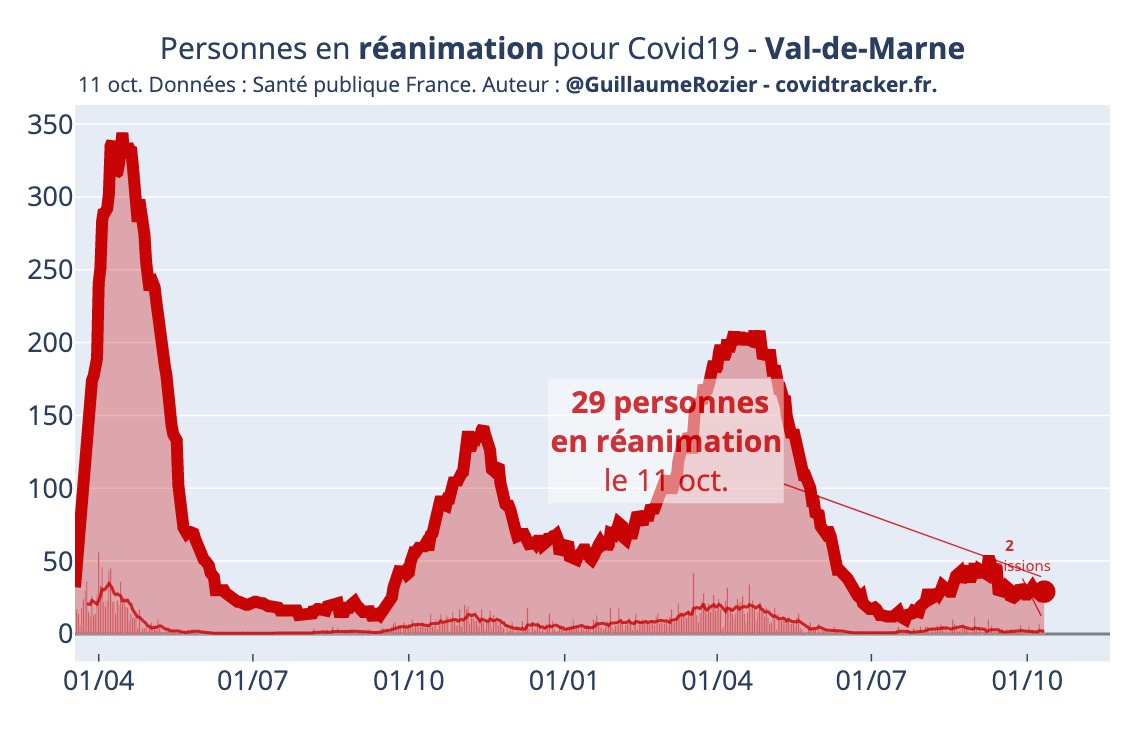 Personnes en réanimation pour Covid19 - Val-de-Marne
11 oct. Données : Santé publique France. Auteur : @GuillaumeRozier - covidtracker.fr.
350
300
250
200
150
100
50
0
29 personnes
en réanimation
le 11 oct.
2
issions
01/04
01/07
01/10
01/01
01/04
01/07
01/10